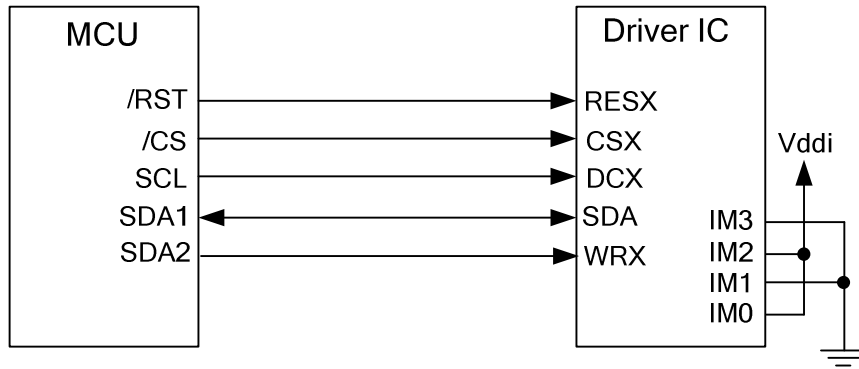 MCU
Driver IC
/RST
RESX
/CS
CSX
Vddi
SCL
DCX
SDA1
SDA
IM3
SDA2
WRX
IM2
IM1
IM0